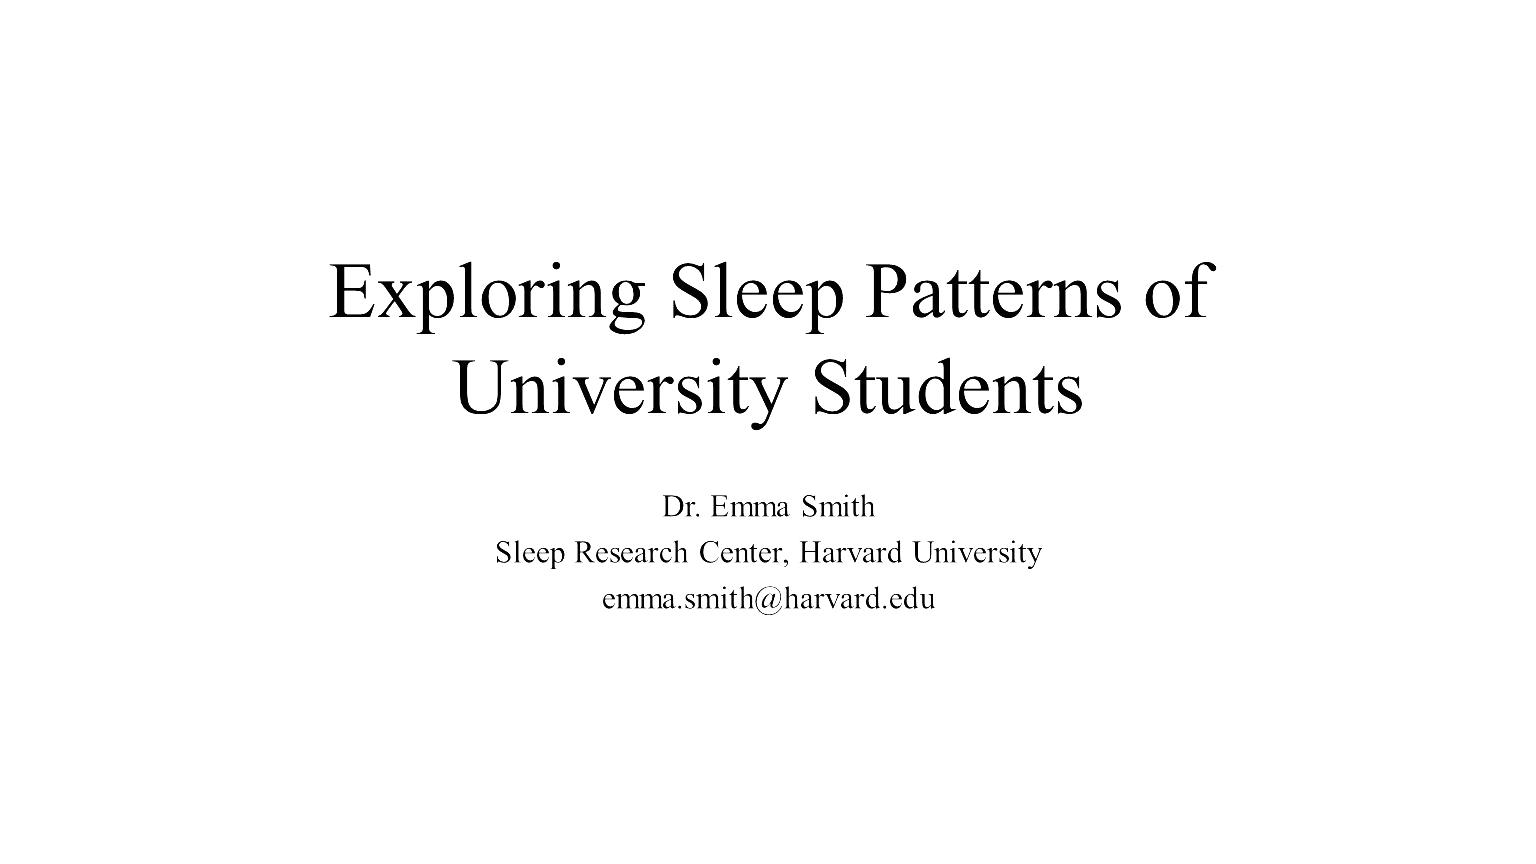 Exploring Sleep Patterns of
University Students
Dr. Emma Smith
Sleep Research Center, Harvard University
emma.smith@harvard.edu